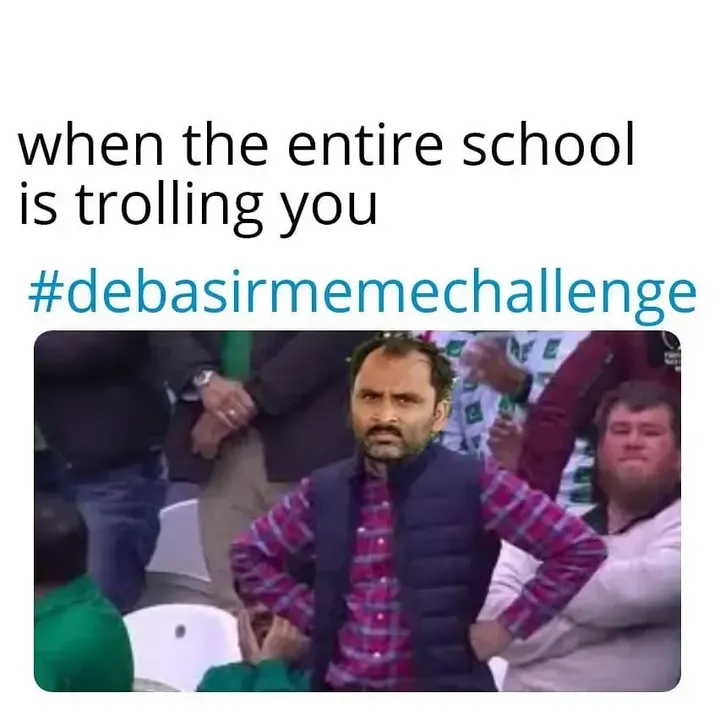 when the entire school
is trolling you
#debasirmemechallenge